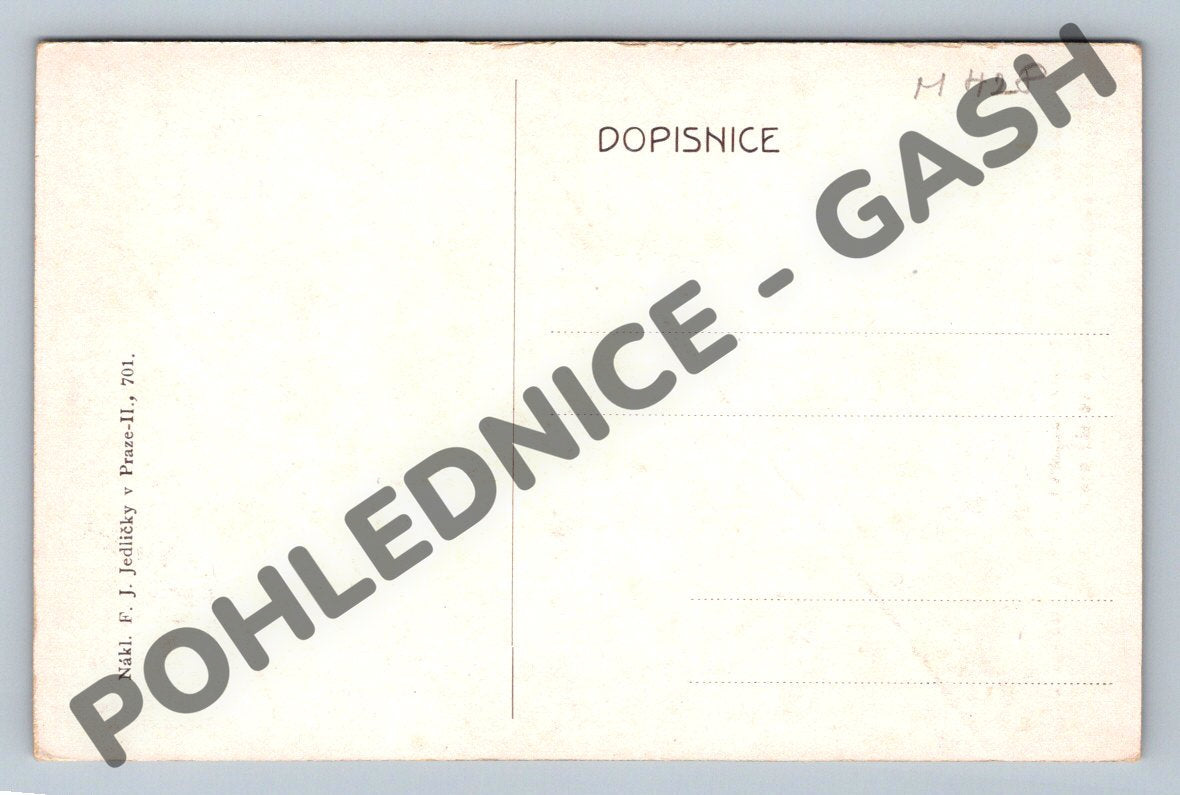 DOPISNICE
POHLEDNICE - GASH
Nákl. F. J. Jedličky v Praze-II., 701.